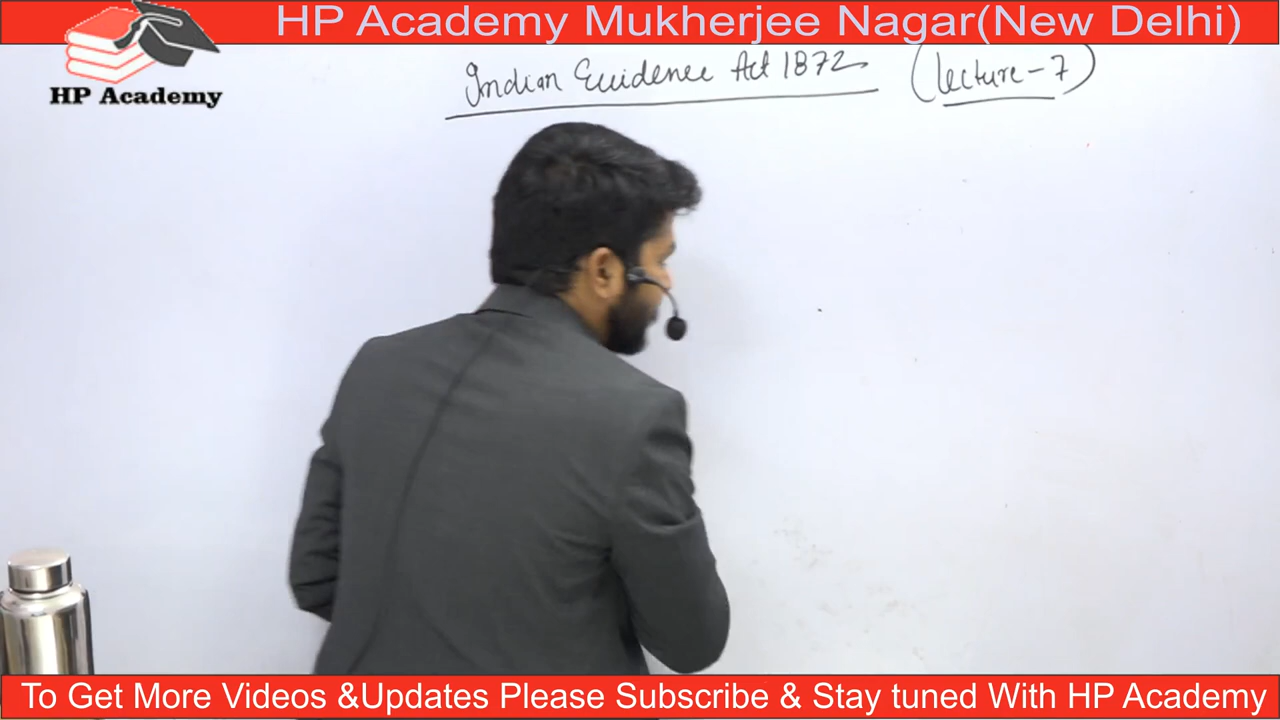 HP Academy Mukherjee Nagar(New Delhi)
HP Academy
Indian Evidence Act 1872 (Lecture-7)
To Get More Videos &Updates Please Subscribe & Stay tuned With HP Academy